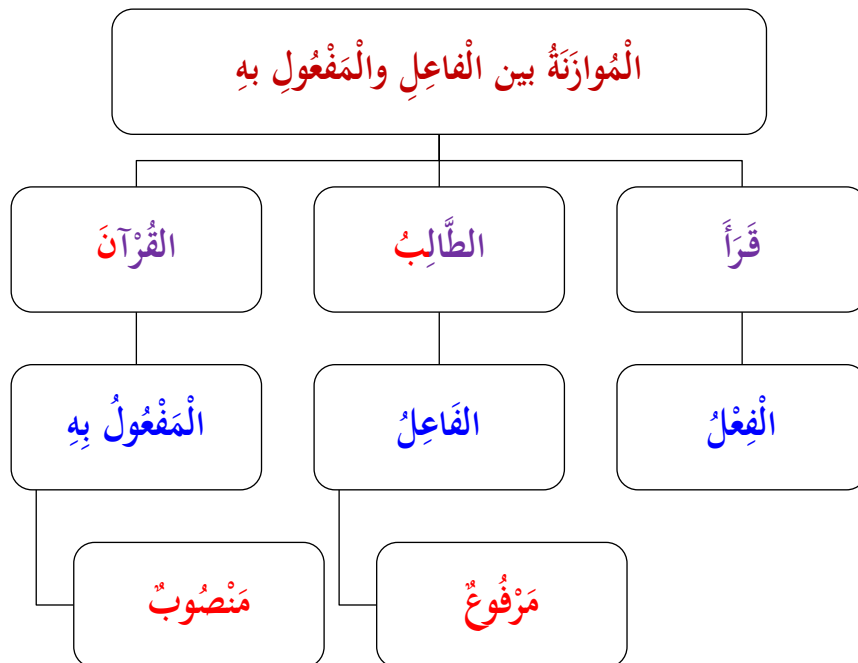 الْمُوازَنَةُ بين الْفاعِلِ والْمَفْعُولِ بهِ
قَرَأَ
الطَّالِبُ
القُرْآنَ
الْفِعْلُ
الفَاعِلُ
الْمَفْعُولُ بِهِ
مَرْفُوعٌ
مَنْصُوبٌ